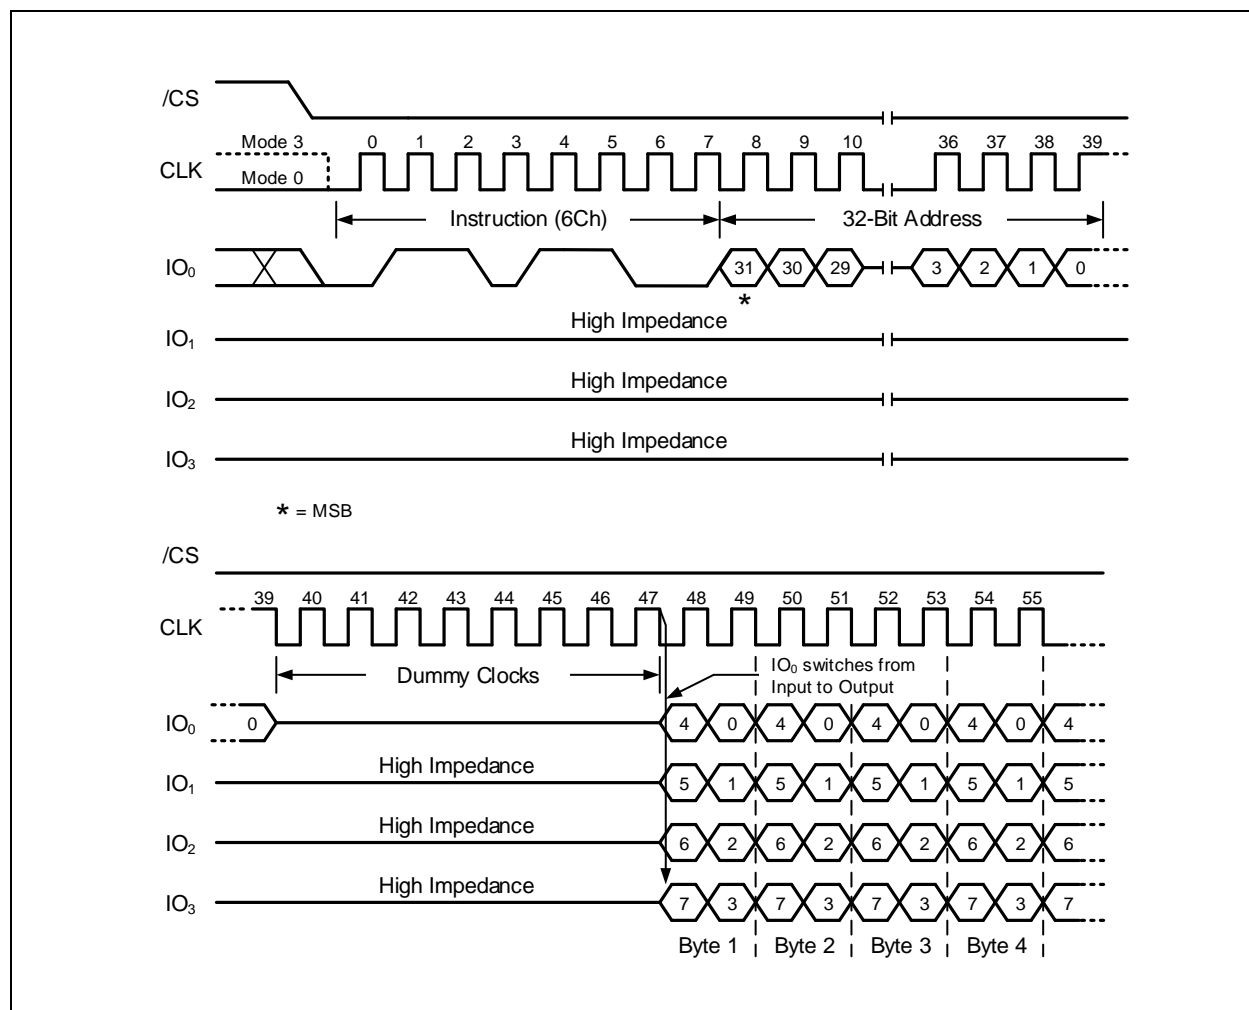 /CS
Mode 3 0 1 2 3 4 5 6 7 8 9 10 36 37 38 39
CLK
Mode 0
Instruction (6Ch) 32-Bit Address
IO0 31 30 29 3 2 1 0
*
High Impedance
IO1
High Impedance
IO2
High Impedance
IO3
* = MSB
/CS
39 40 41 42 43 44 45 46 47 48 49 50 51 52 53 54 55
CLK
IO0 switches from
Dummy Clocks Input to Output
IO0 0 4 0 4 0 4 0 4 0 4
High Impedance
IO1 5 1 5 1 5 1 5 1 5
High Impedance
IO2 6 2 6 2 6 2 6 2 6
High Impedance
IO3 7 3 7 3 7 3 7 3 7
Byte 1 Byte 2 Byte 3 Byte 4